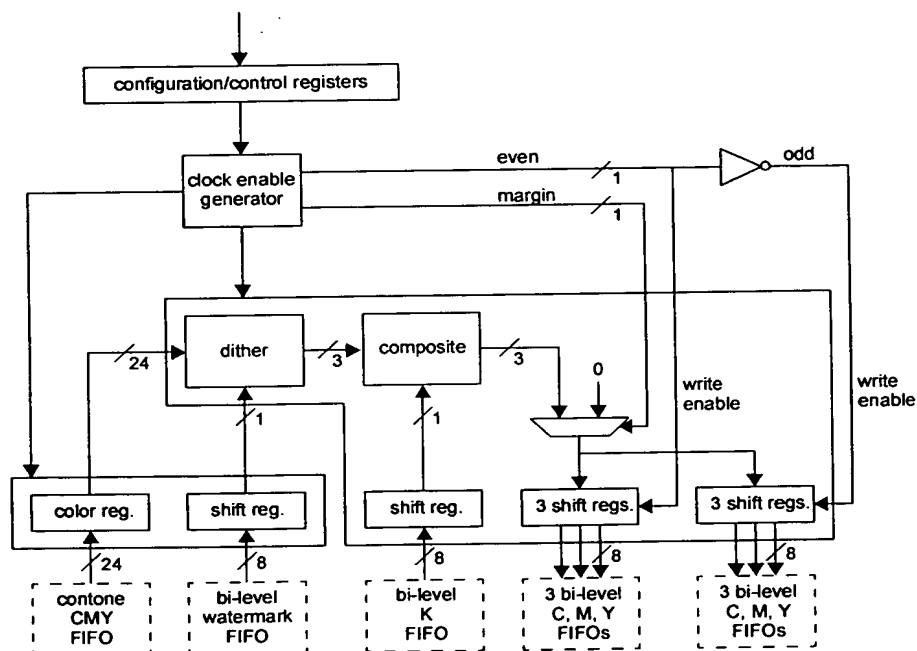 configuration/control registers
even
odd
1
clock enable
generator
margin
1
dither
composite
24
3
3
0
write
enable
write
enable
1
1
color reg.
shift reg.
shift reg.
3 shift regs.
3 shift regs.
24
8
8
8
8
contone
CMY
FIFO
bi-level
watermark
FIFO
bi-level
K
FIFO
3 bi-level
C, M, Y
FIFOs
3 bi-level
C, M, Y
FIFOs